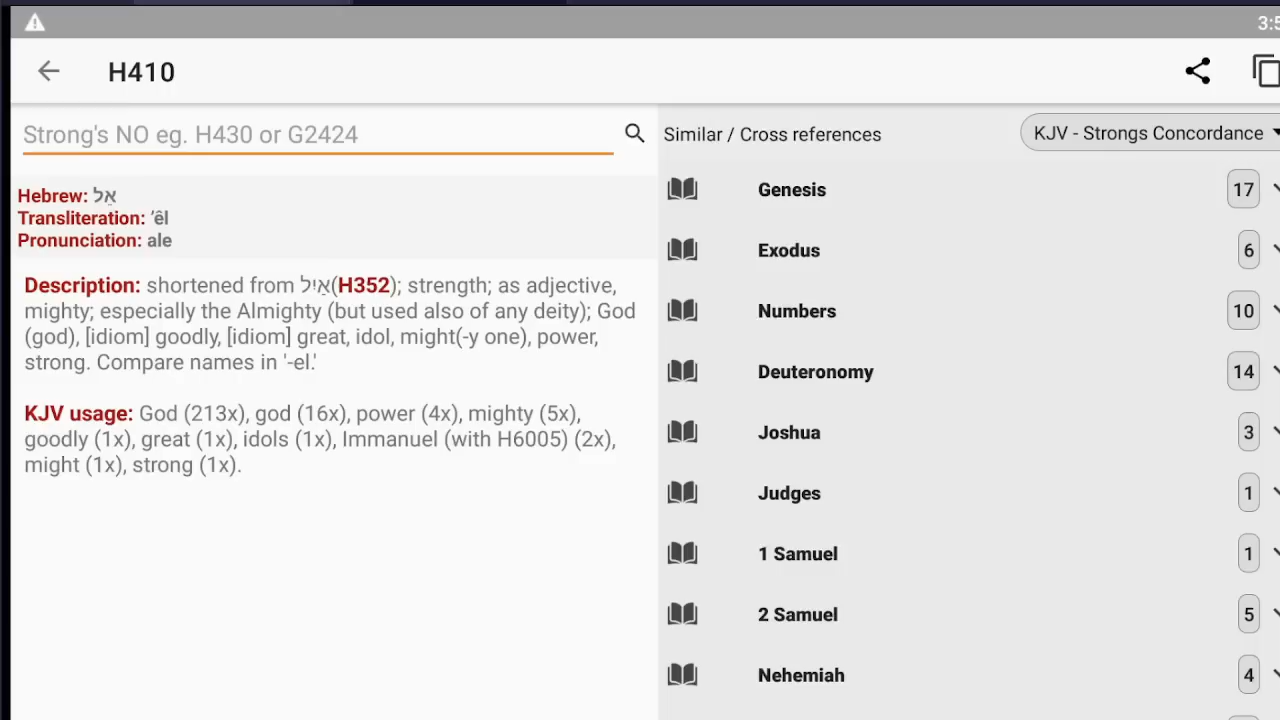 3:5
H410
Strong's NO eg. H430 or G2424
Hebrew: אֵל
Transliteration: ʼêl
Pronunciation: ale
Description: shortened from אַיִל(H352); strength; as adjective,
mighty; especially the Almighty (but used also of any deity); God
(god), [idiom] goodly, [idiom] great, idol, might(-y one), power,
strong. Compare names in '-el.'
KJV usage: God (213x), god (16x), power (4x), mighty (5x),
goodly (1x), great (1x), idols (1x), Immanuel (with H6005) (2x),
might (1x), strong (1x).
Similar / Cross references
KJV - Strongs Concordance
Genesis 17
Exodus 6
Numbers 10
Deuteronomy 14
Joshua 3
Judges 1
1 Samuel 1
2 Samuel 5
Nehemiah 4